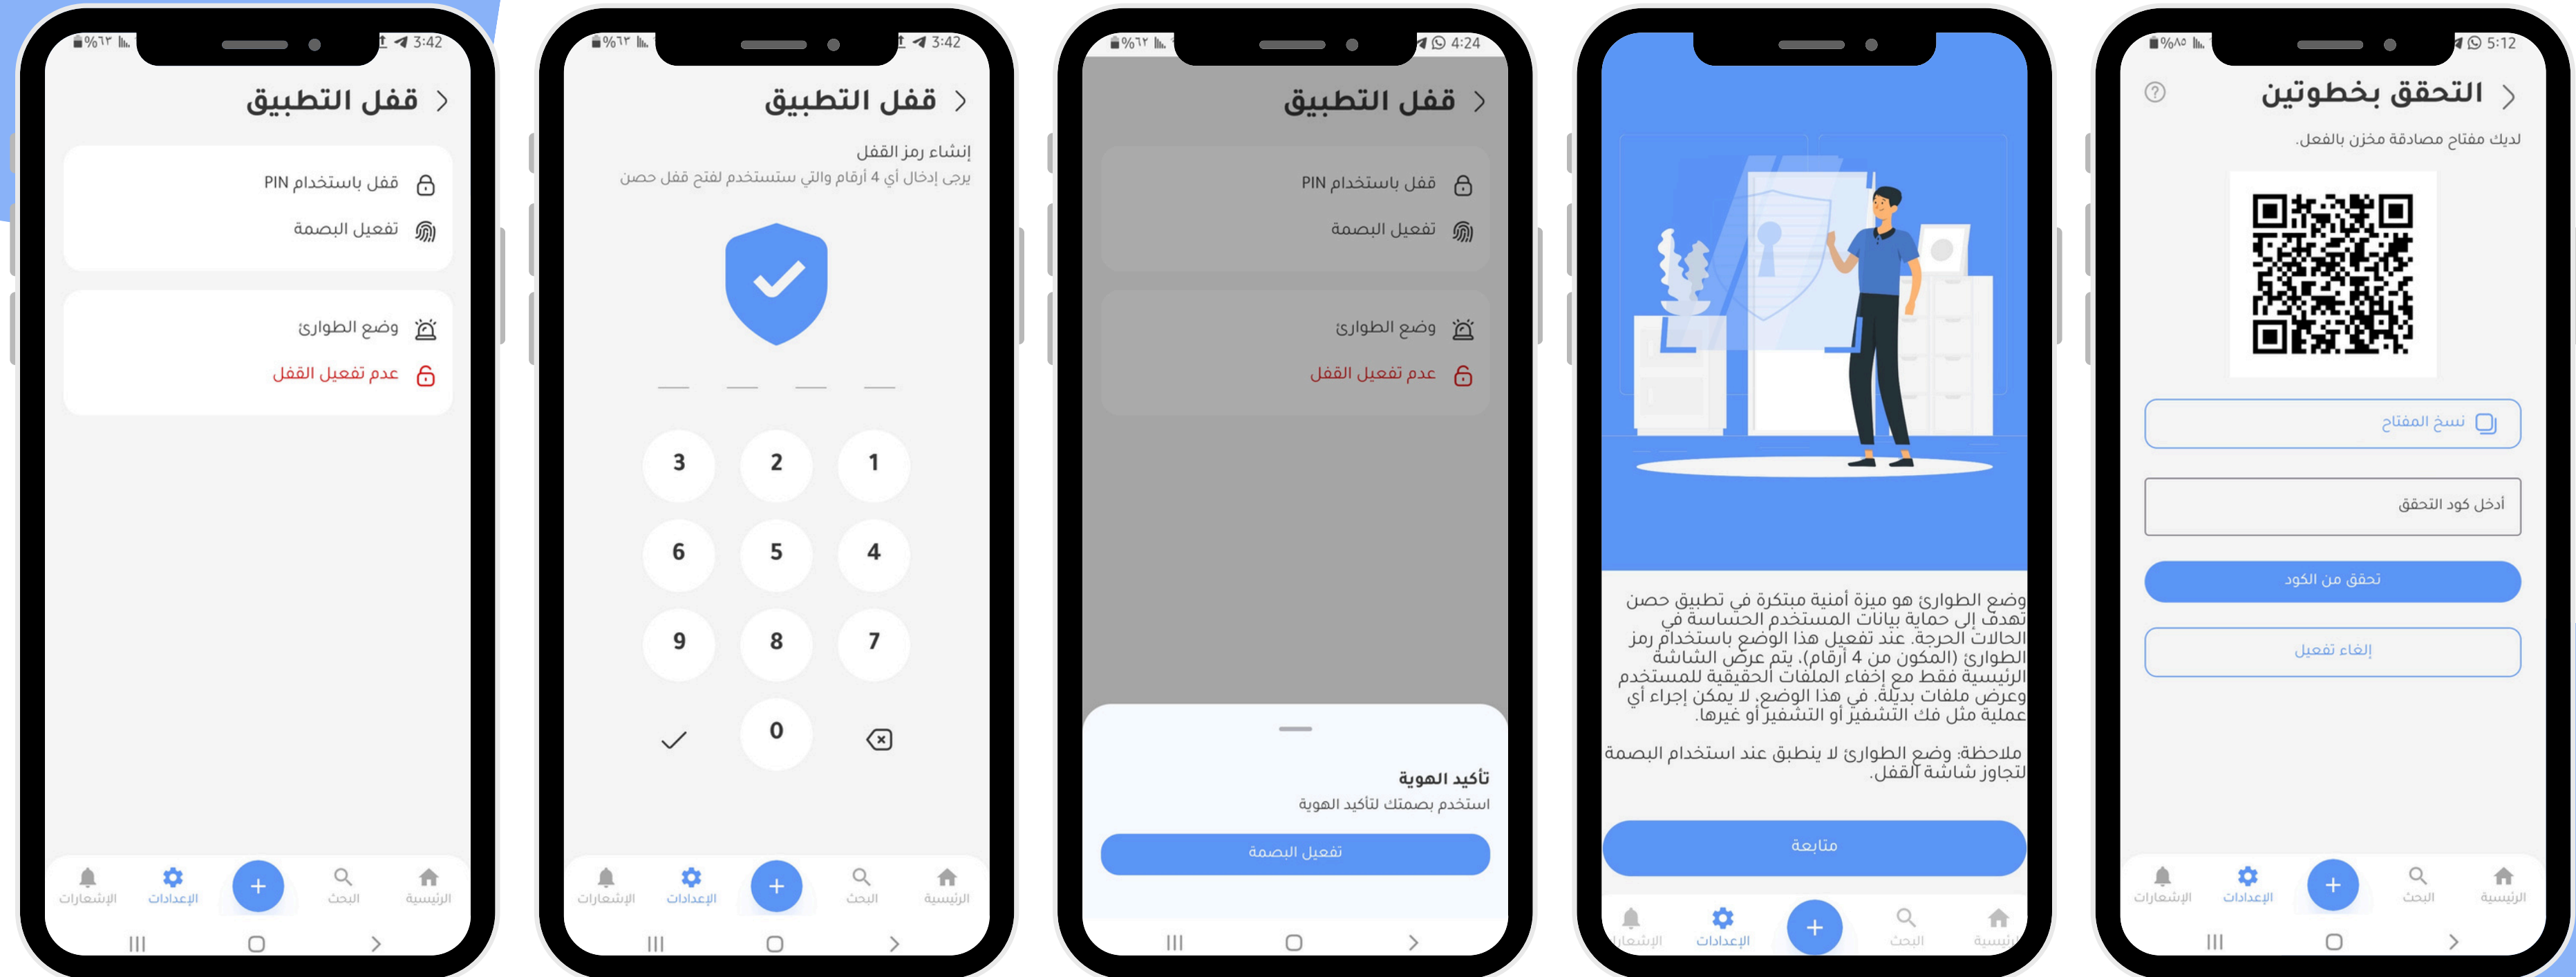 %٦٣ 3:42
قفل التطبيق
قفل باستخدام PIN
تفعيل البصمة
وضع الطوارئ
عدم تفعيل القفل
الرئيسية
البحث
الإعدادات
الإشعارات
%٦٣ 3:42
قفل التطبيق
إنشاء رمز القفل
يرجى إدخال أي 4 أرقام والتي ستستخدم لفتح قفل حصن
1 2 3
4 5 6
7 8 9
0
الرئيسية
البحث
الإعدادات
الإشعارات
%٦٢ 4:24
قفل التطبيق
قفل باستخدام PIN
تفعيل البصمة
وضع الطوارئ
عدم تفعيل القفل
تأكيد الهوية
استخدم بصمتك لتأكيد الهوية
تفعيل البصمة
وضع الطوارئ هو ميزة أمنية مبتكرة في تطبيق حصن
تهدف إلى حماية بيانات المستخدم الحساسة في
الحالات الحرجة. عند تفعيل هذا الوضع باستخدام رمز
الطوارئ (المكون من 4 أرقام)، يتم عرض الشاشة
الرئيسية فقط مع إخفاء الملفات الحقيقية للمستخدم
وعرض ملفات بديلة. في هذا الوضع، لا يمكن إجراء أي
عملية مثل فك التشفير أو التشفير أو غيرها.
ملاحظة: وضع الطوارئ لا ينطبق عند استخدام البصمة
لتجاوز شاشة القفل.
متابعة
الرئيسية
البحث
الإعدادات
الإشعارات
%٨٥ 5:12
التحقق بخطوتين
لديك مفتاح مصادقة مخزن بالفعل.
نسخ المفتاح
أدخل كود التحقق
تحقق من الكود
إلغاء تفعيل
الرئيسية
البحث
الإعدادات
الإشعارات